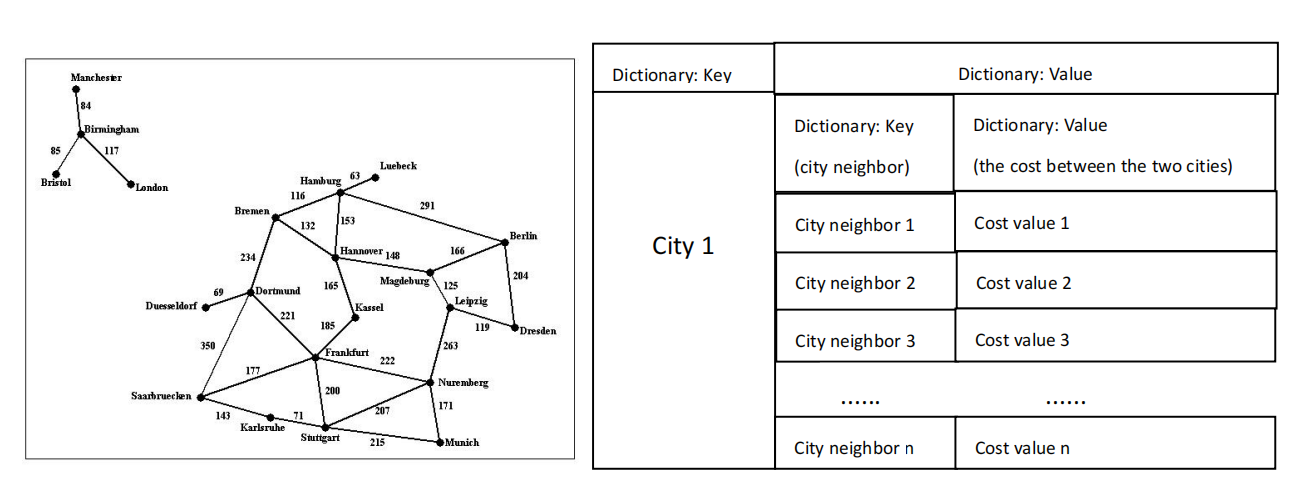 Manchester
84
Birmingham
85
117
Bristol
London
Luebeck
63
Hamburg
116
291
Bremen
153
132
Berlin
Hannover
148
166
234
Magdeburg
204
125
165
69
Dortmund
Leipzig
Duesseldorf
Kassel
221
185
119
Dresden
350
263
Frankfurt
222
177
Nuremberg
200
Saarbruecken
171
207
143
71
Karlsruhe
Stuttgart
215
Munich
Dictionary: Key
Dictionary: Value
City 1
Dictionary: Key
(city neighbor)
Dictionary: Value
(the cost between the two cities)
City neighbor 1
Cost value 1
City neighbor 2
Cost value 2
City neighbor 3
Cost value 3
......
......
City neighbor n
Cost value n